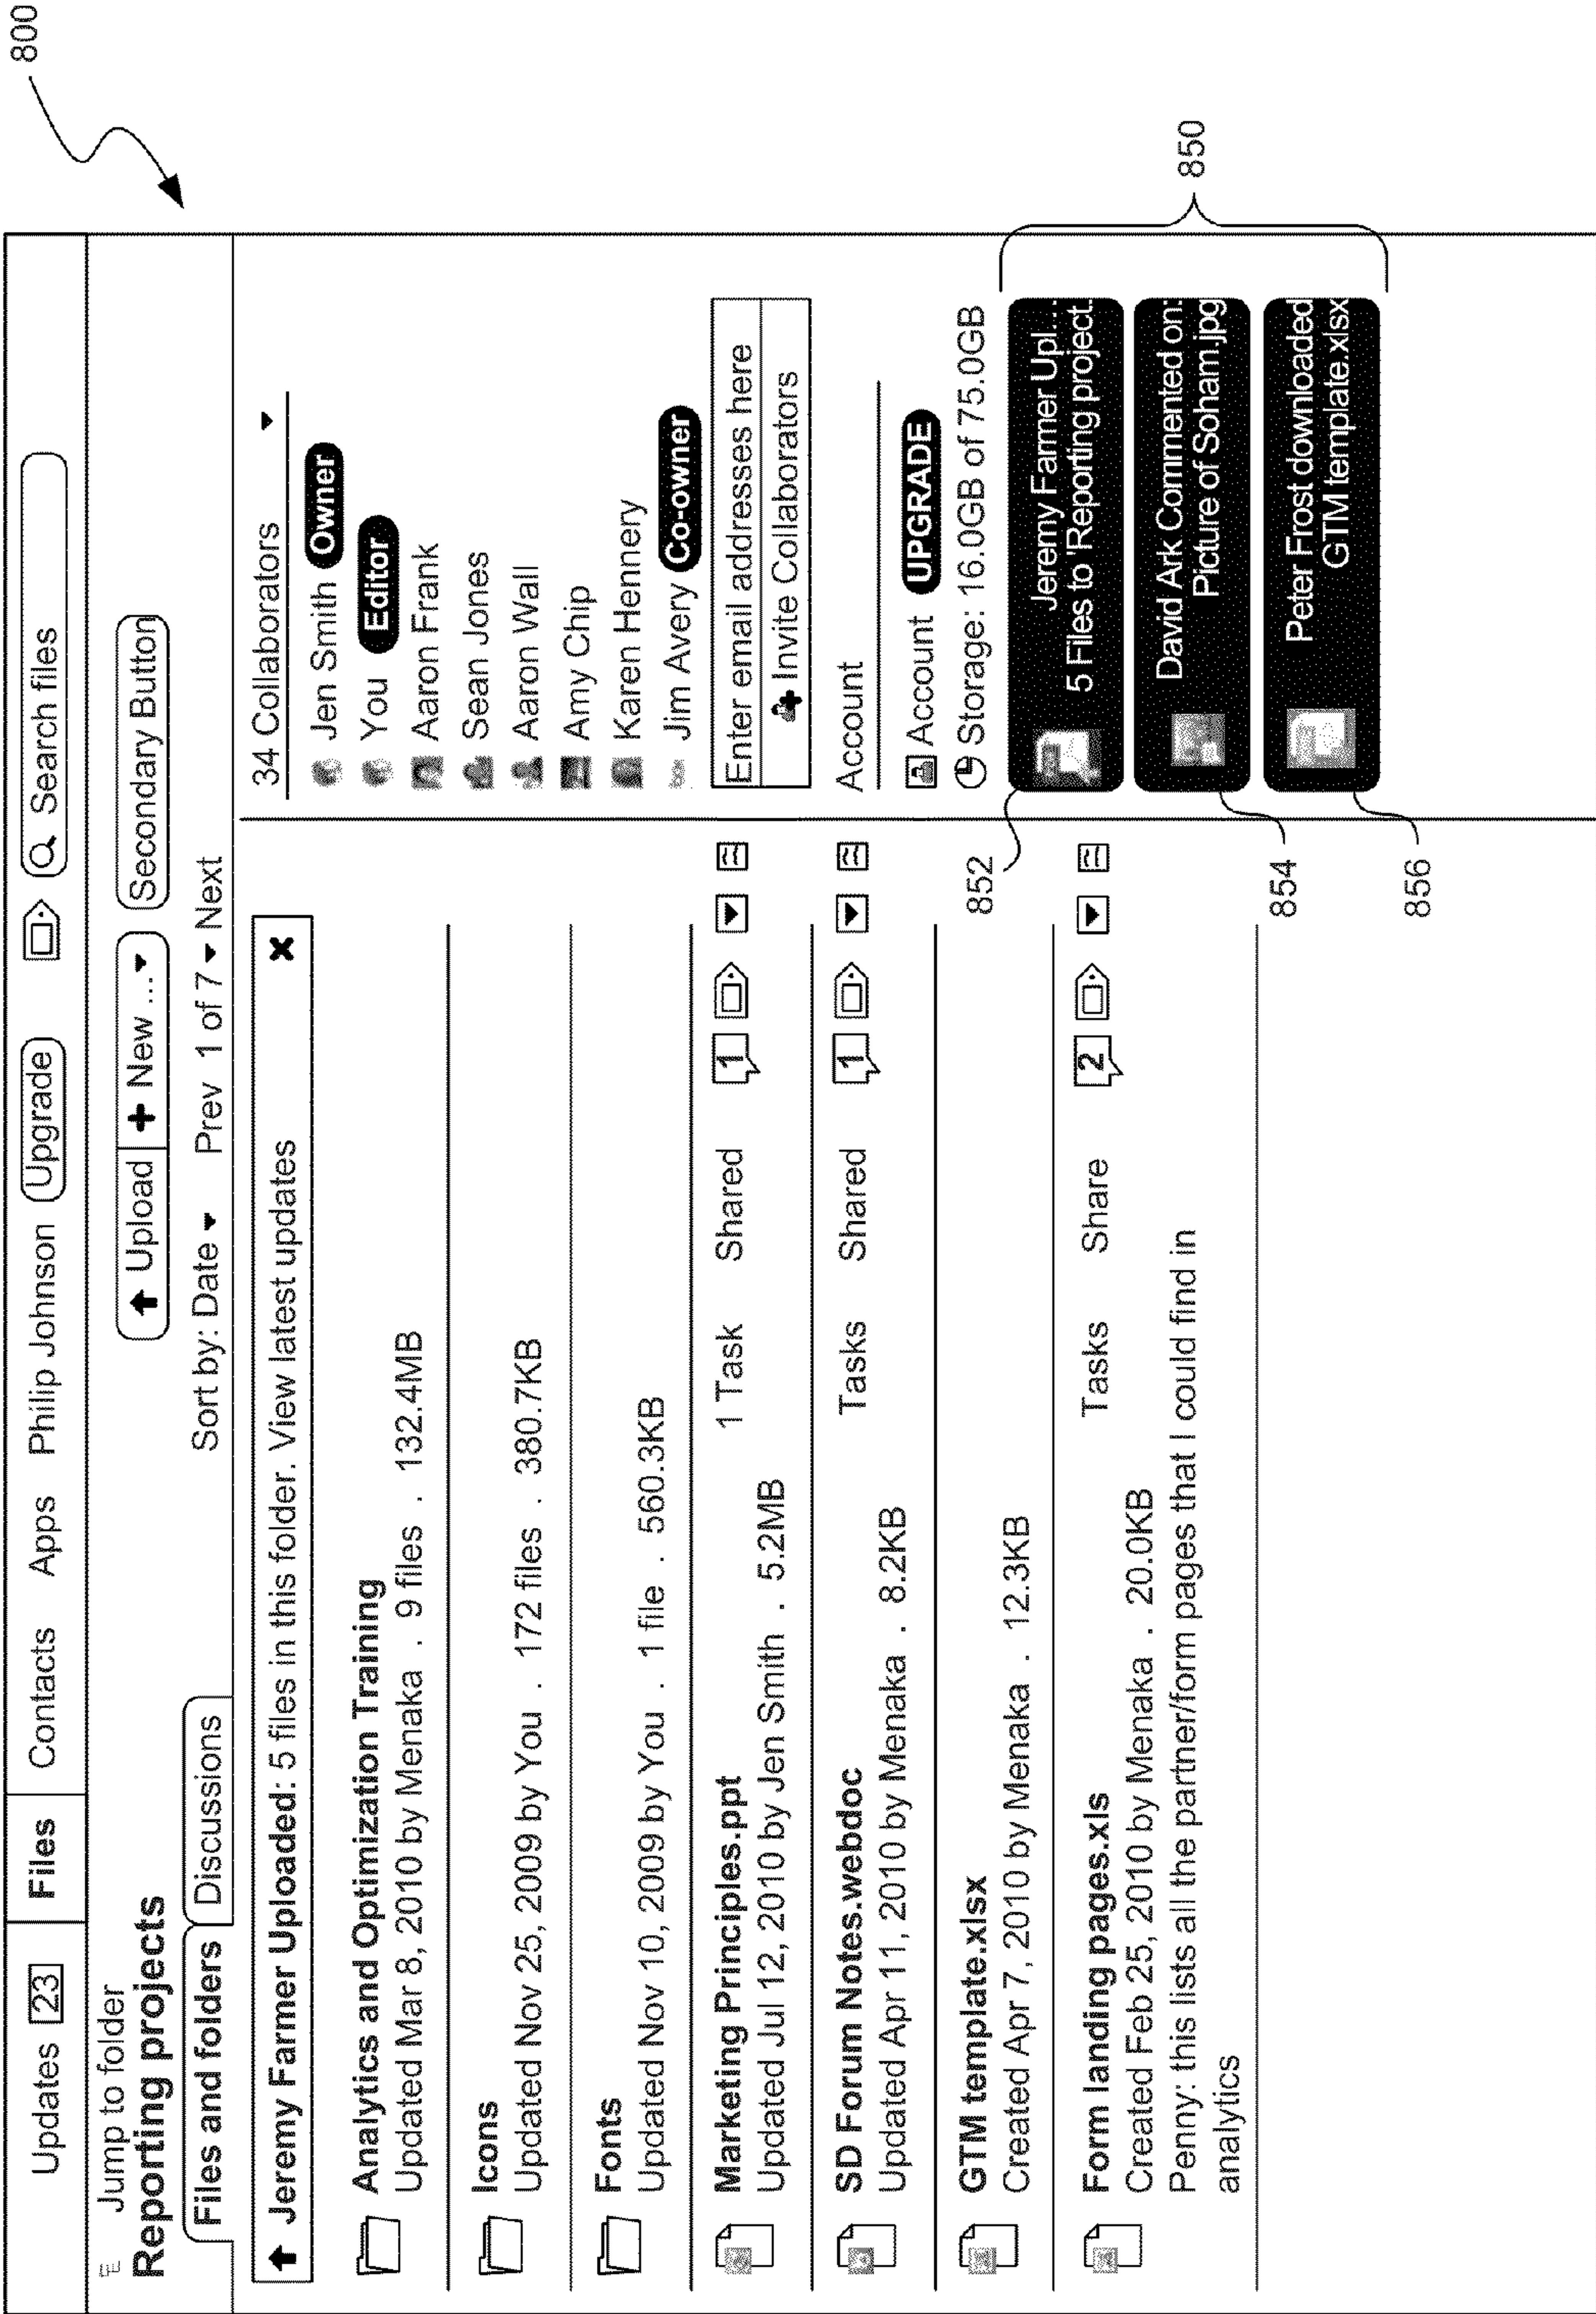 800
Updates 23 Files Contacts Apps Philip Johnson Upgrade Search files
Jump to folder
Reporting projects
Upload New ... Secondary Button
Files and folders Discussions
Sort by: Date Prev 1 of 7 Next
Jeremy Farmer Uploaded: 5 files in this folder. View latest updates
Analytics and Optimization Training
Updated Mar 8, 2010 by Menaka . 9 files . 132.4MB
Icons
Updated Nov 25, 2009 by You . 172 files . 380.7KB
Fonts
Updated Nov 10, 2009 by You . 1 file . 560.3KB
Marketing Principles.ppt
Updated Jul 12, 2010 by Jen Smith . 5.2MB
1 Task Shared 1
SD Forum Notes.webdoc
Updated Apr 11, 2010 by Menaka . 8.2KB
Tasks Shared 1
GTM template.xlsx
Created Apr 7, 2010 by Menaka . 12.3KB
Form landing pages.xls
Created Feb 25, 2010 by Menaka . 20.0KB
Tasks Share 2
Penny: this lists all the partner/form pages that I could find in
analytics
34 Collaborators
Jen Smith Owner
You Editor
Aaron Frank
Sean Jones
Aaron Wall
Amy Chip
Karen Hennery
Jim Avery Co-owner
Enter email addresses here
Invite Collaborators
Account
Account UPGRADE
Storage: 16.0GB of 75.0GB
Jeremy Farmer Upl...
5 Files to 'Reporting project.
David Ark Commented on:
Picture of Soham.jpg
Peter Frost downloaded
GTM template.xlsx
850
852
854
856